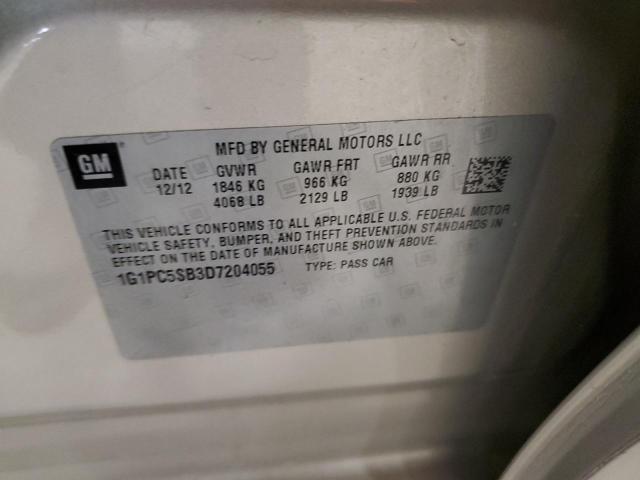 GM
MFD BY GENERAL MOTORS LLC
DATE GVWR GAWR FRT GAWR RR
12/12 1846 KG 966 KG 880 KG
4068 LB 2129 LB 1939 LB
THIS VEHICLE CONFORMS TO ALL APPLICABLE U.S. FEDERAL MOTOR
VEHICLE SAFETY, BUMPER, AND THEFT PREVENTION STANDARDS IN
EFFECT ON THE DATE OF MANUFACTURE SHOWN ABOVE.
1G1PC5SB3D7204055 TYPE: PASS CAR